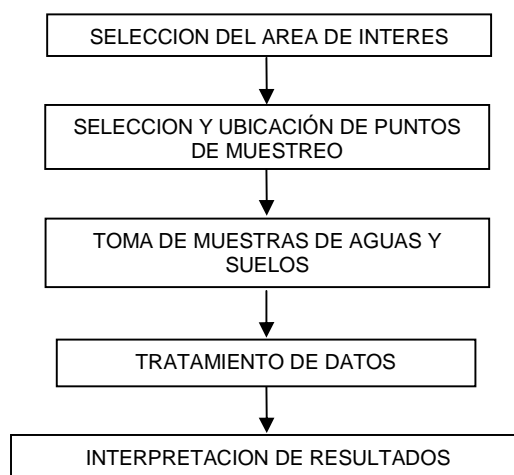 SELECCION DEL AREA DE INTERES
SELECCION Y UBICACIÓN DE PUNTOS
DE MUESTREO
TOMA DE MUESTRAS DE AGUAS Y
SUELOS
TRATAMIENTO DE DATOS
INTERPRETACION DE RESULTADOS